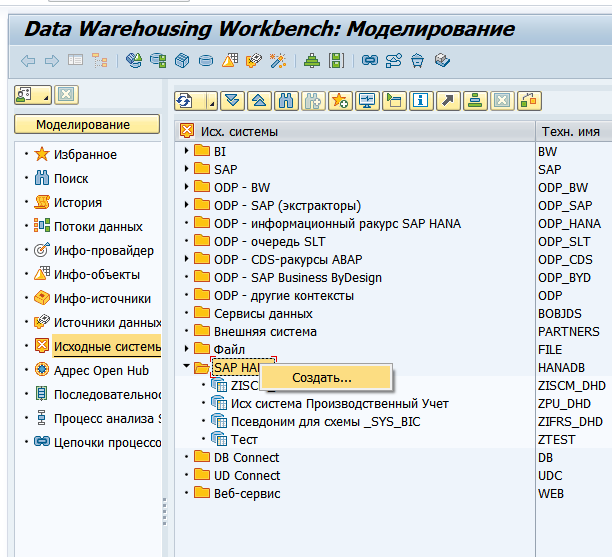 Data Warehousing Workbench: Моделирование
Моделирование
Избранное
Поиск
История
Потоки данных
Инфо-провайдер
Инфо-объекты
Инфо-источники
Источники данных
Исходные системы
Адрес Open Hub
Последовательнос
Процесс анализа S
Цепочки процессо
Исх. системы Техн. имя
BI BW
SAP SAP
ODP - BW ODP_BW
ODP - SAP (экстракторы) ODP_SAP
ODP - информационный ракурс SAP HANA ODP_HANA
ODP - очередь SLT ODP_SLT
ODP - CDS-ракурсы ABAP ODP_CDS
ODP - SAP Business ByDesign ODP_BYD
ODP - другие контексты ODP
Сервисы данных BOBJDS
Внешняя система PARTNERS
Файл FILE
SAP HAN HANADB
Создать...
ZISCM_ ZISCM_DHD
Исх система Производственный Учет ZPU_DHD
Псевдоним для схемы _SYS_BIC ZIFRS_DHD
Тест ZTEST
DB Connect DB
UD Connect UDC
Веб-сервис WEB